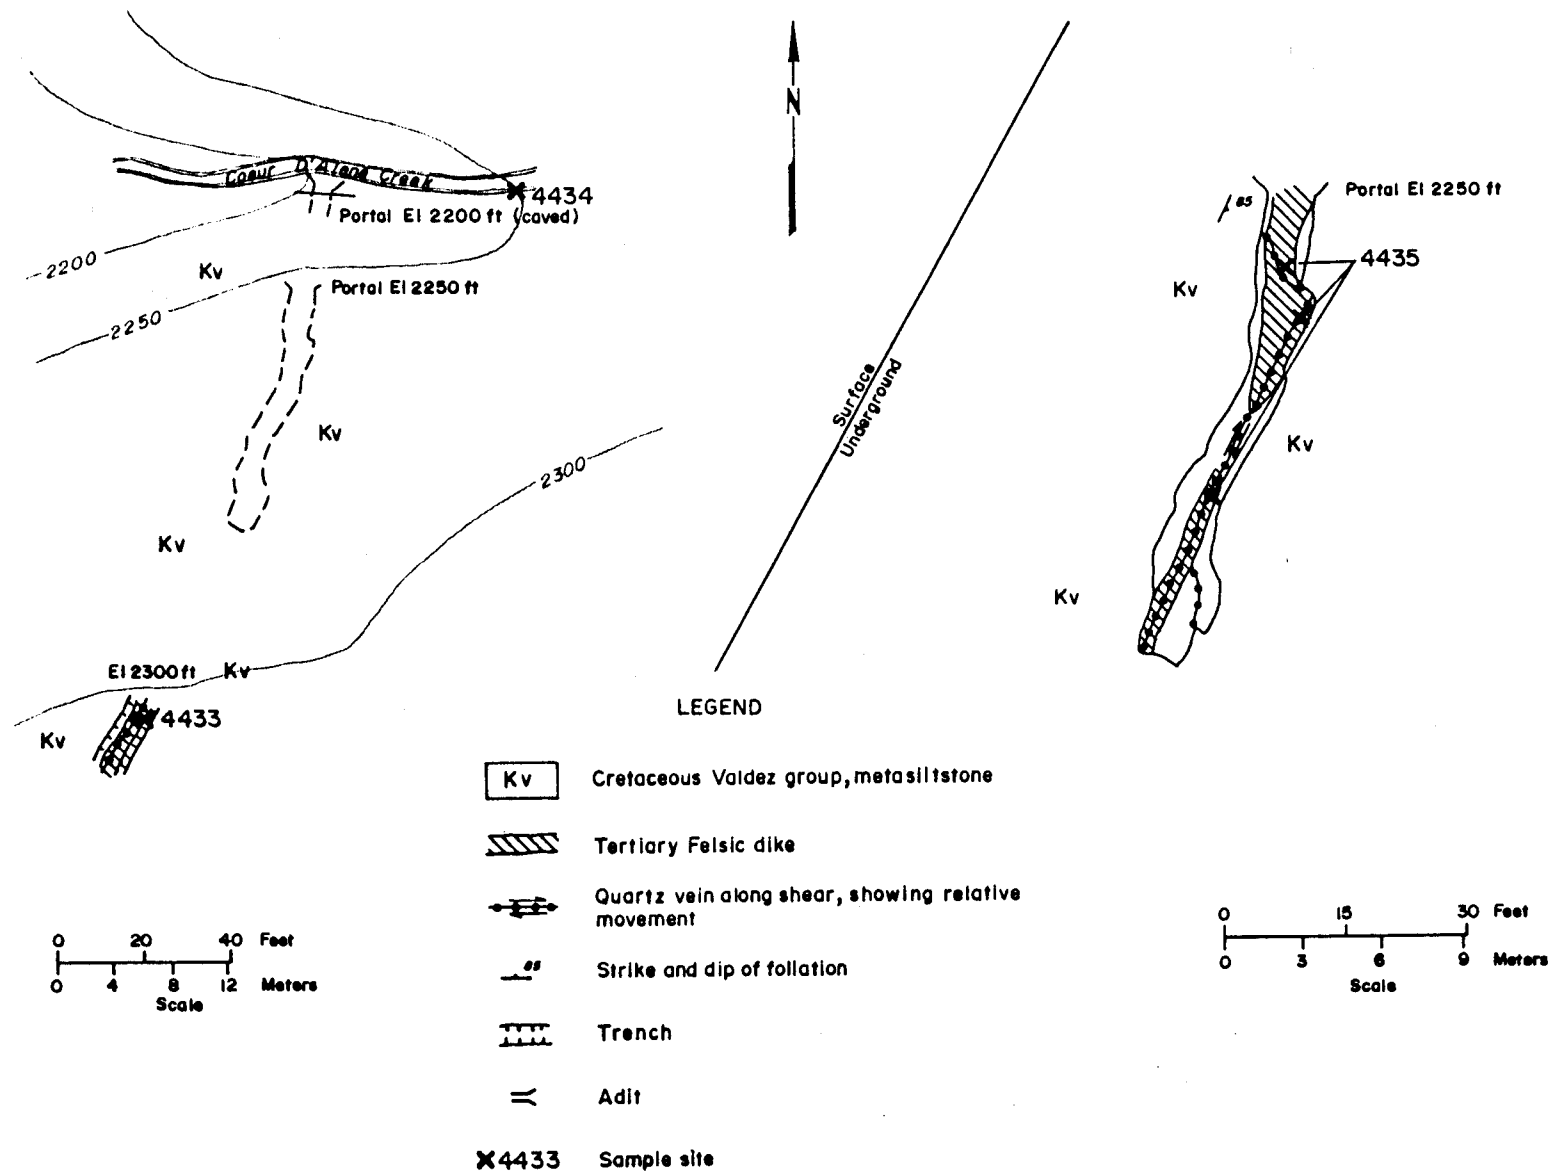 N
Coeur D'Alene Creek
4434
Portal El 2200 ft (caved)
2200
Kv
Portal El 2250 ft
2250
Kv
2300
Kv
El 2300 ft Kv
4433
Kv
Surface
Underground
85
Portal El 2250 ft
4435
Kv
Kv
Kv
LEGEND
Kv Cretaceous Valdez group, metasiltstone
Tertiary Felsic dike
Quartz vein along shear, showing relative
movement
85 Strike and dip of foliation
Trench
Adit
4433 Sample site
0 20 40 Feet
0 4 8 12 Meters
Scale
0 15 30 Feet
0 3 6 9 Meters
Scale